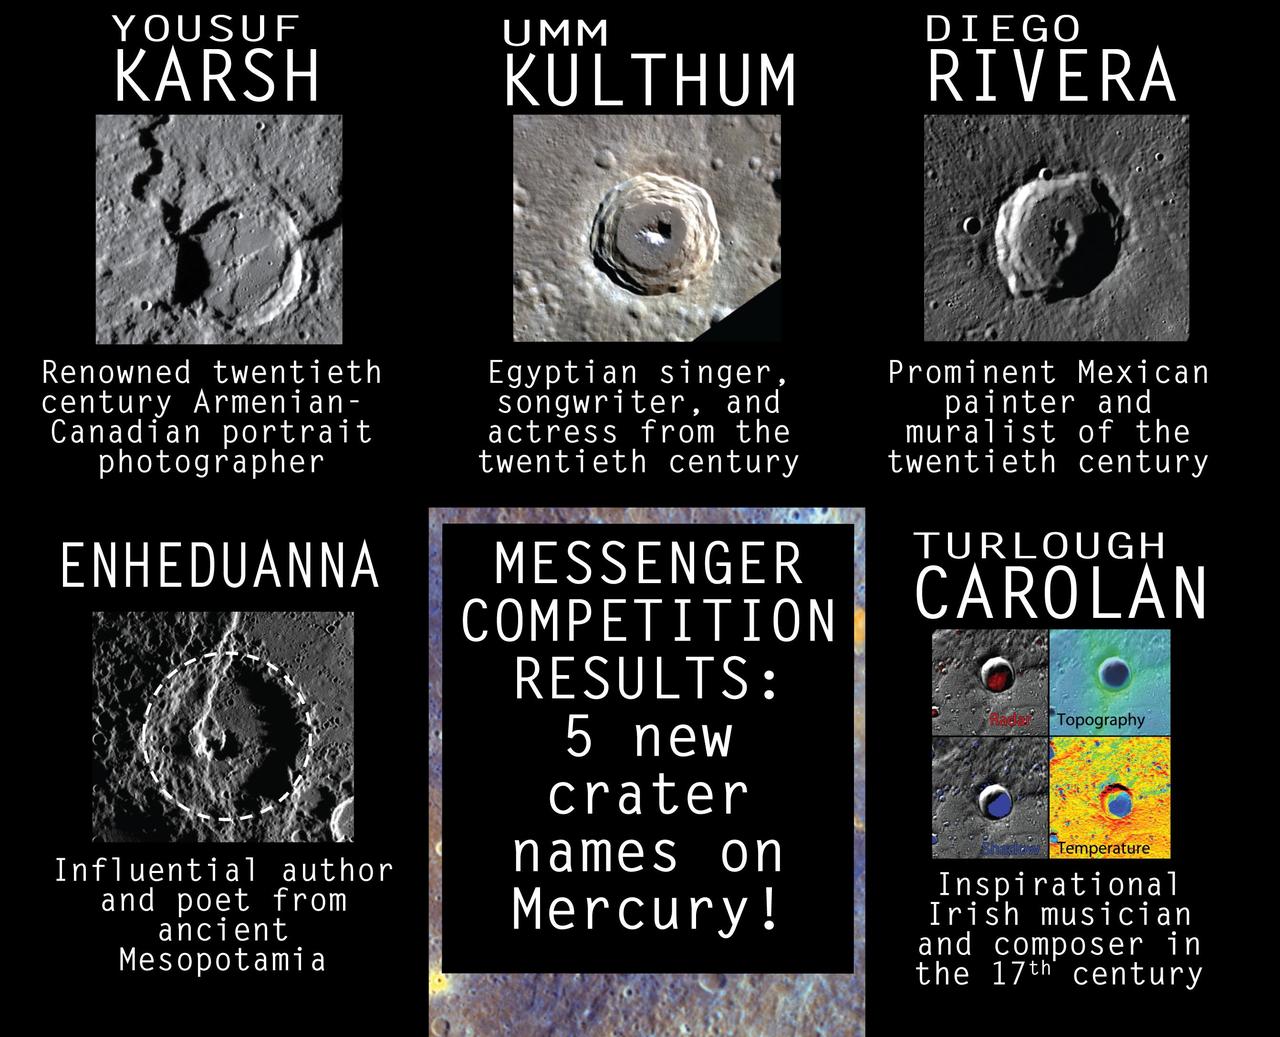 YOUSUF
KARSH
Renowned twentieth
century Armenian-
Canadian portrait
photographer
UMM
KULTHUM
Egyptian singer,
songwriter, and
actress from the
twentieth century
DIEGO
RIVERA
Prominent Mexican
painter and
muralist of the
twentieth century
ENHEDUANNA
Influential author
and poet from
ancient
Mesopotamia
MESSENGER
COMPETITION
RESULTS:
5 new
crater
names on
Mercury!
TURLOUGH
CAROLAN
Radar
Topography
Shadow
Temperature
Inspirational
Irish musician
and composer in
the 17th century